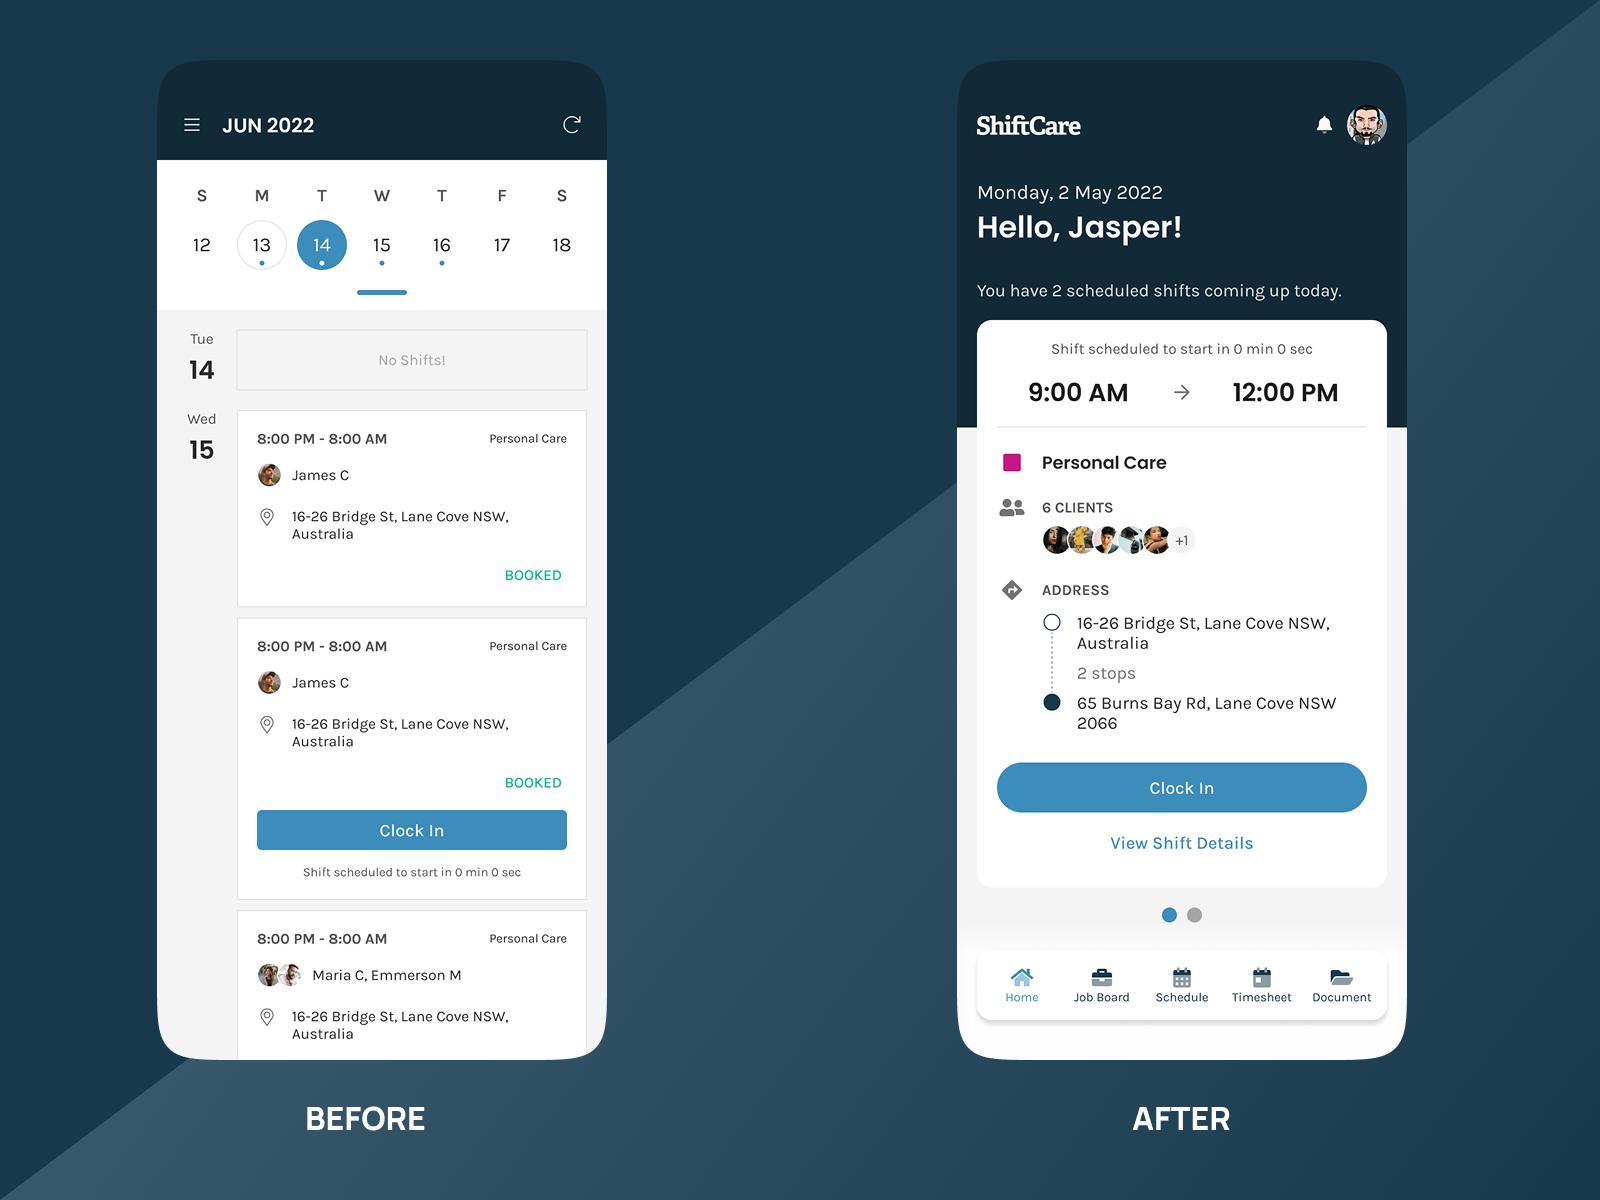 JUN 2022
S M T W T F S
12 13 14 15 16 17 18
Tue
14
No Shifts!
Wed
15
8:00 PM - 8:00 AM
Personal Care
James C
16-26 Bridge St, Lane Cove NSW,
Australia
BOOKED
8:00 PM - 8:00 AM
Personal Care
James C
16-26 Bridge St, Lane Cove NSW,
Australia
BOOKED
Clock In
Shift scheduled to start in 0 min 0 sec
8:00 PM - 8:00 AM
Personal Care
Maria C, Emmerson M
16-26 Bridge St, Lane Cove NSW,
Australia
BEFORE
ShiftCare
Monday, 2 May 2022
Hello, Jasper!
You have 2 scheduled shifts coming up today.
Shift scheduled to start in 0 min 0 sec
9:00 AM → 12:00 PM
Personal Care
6 CLIENTS
+1
ADDRESS
16-26 Bridge St, Lane Cove NSW,
Australia
2 stops
65 Burns Bay Rd, Lane Cove NSW
2066
Clock In
View Shift Details
Home Job Board Schedule Timesheet Document
AFTER